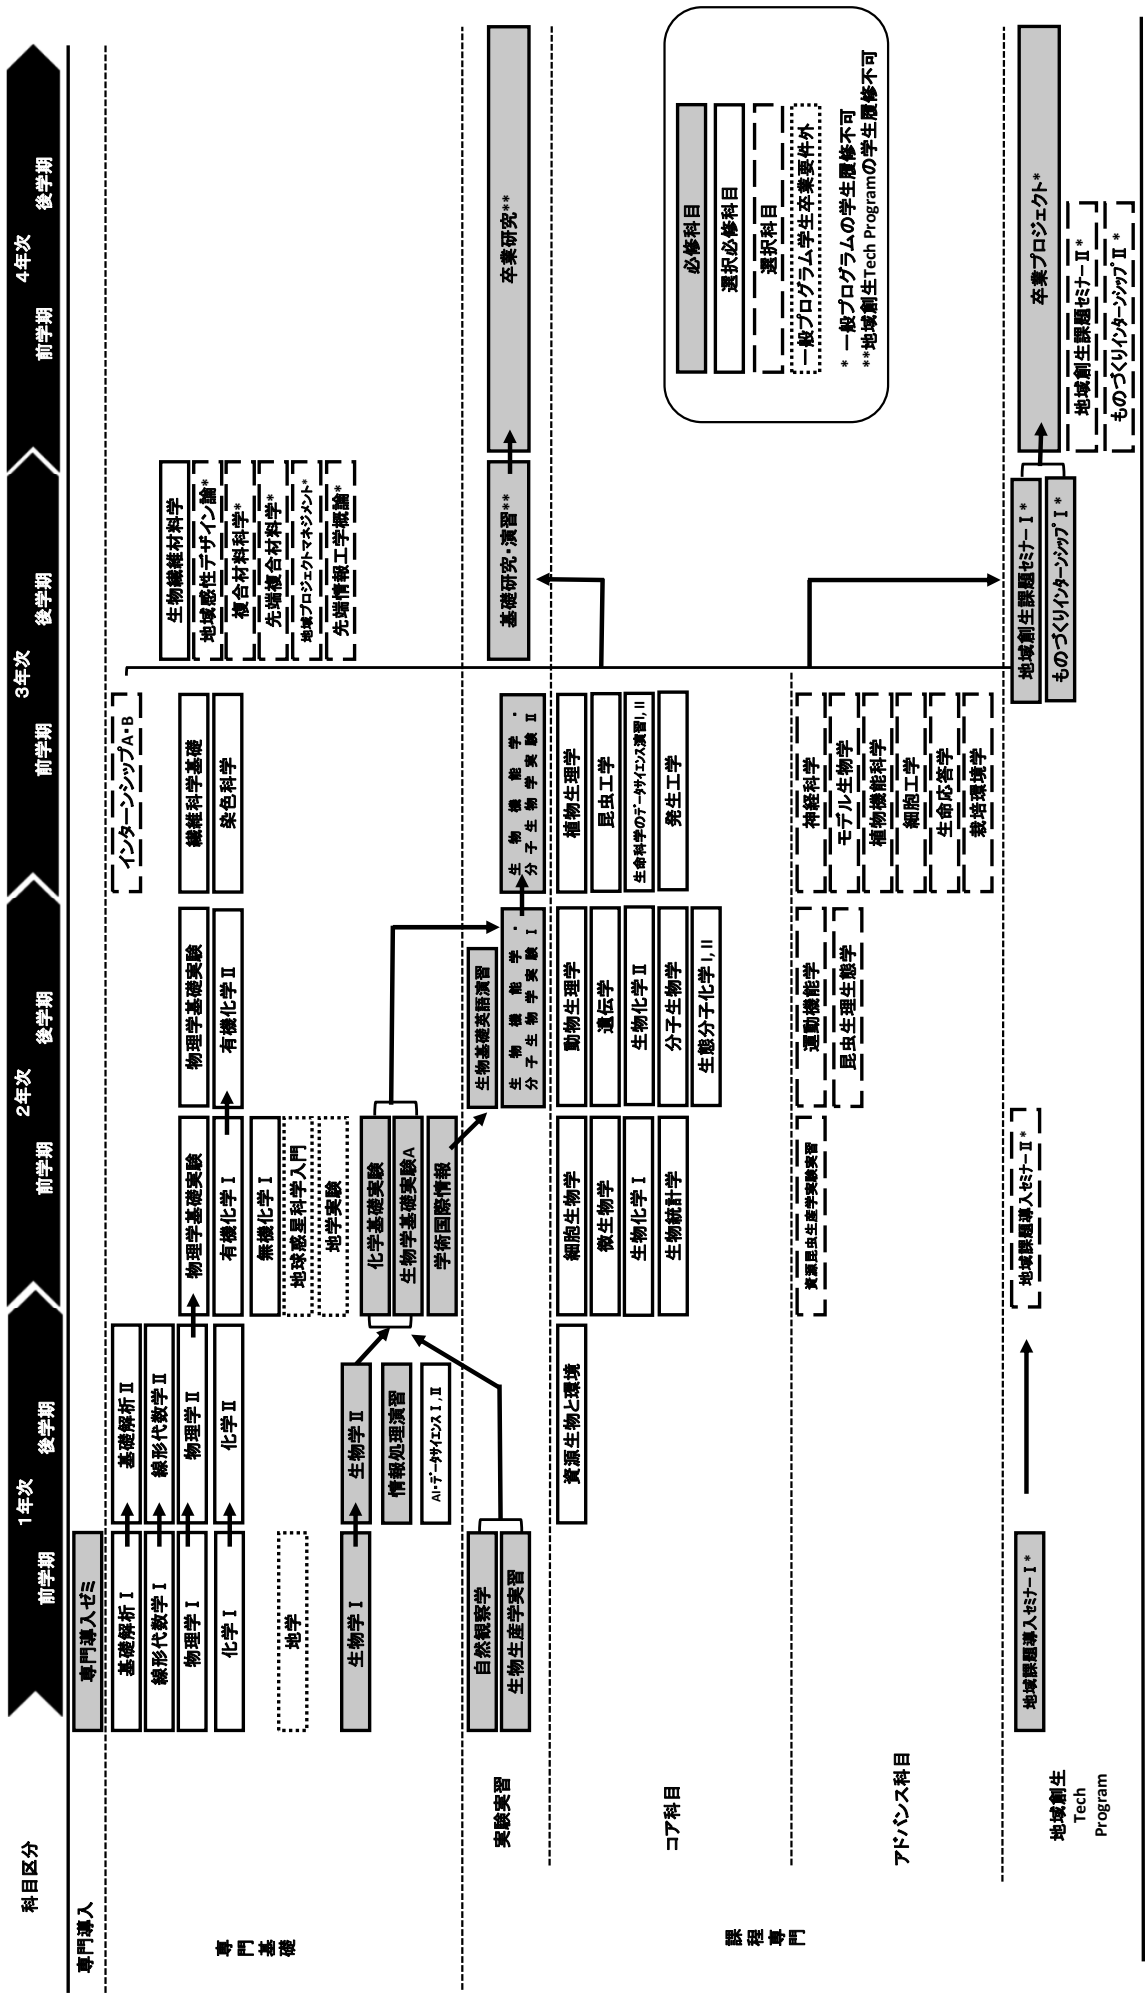 科目区分
1年次
2年次
3年次
4年次
前学期
後学期
前学期
後学期
前学期
後学期
前学期
後学期
専門導入
専門導入ゼミ
専門基礎
基礎解析Ⅰ
基礎解析Ⅱ
インターンシップA・B
線形代数学Ⅰ
線形代数学Ⅱ
物理学Ⅰ
物理学Ⅱ
物理学基礎実験
物理学基礎実験
繊維科学基礎
生物繊維材料学
化学Ⅰ
化学Ⅱ
有機化学Ⅰ
有機化学Ⅱ
染色科学
地域感性デザイン論*
無機化学Ⅰ
複合材料科学*
地学
地球惑星科学入門
先端複合材料学*
地学実験
地域プロジェクトマネジメント*
先端情報工学概論*
生物学Ⅰ
生物学Ⅱ
化学基礎実験
情報処理演習
生物学基礎実験A
AI・データサイエンスⅠ,Ⅱ
学術国際情報
課程専門
実験実習
自然観察学
生物基礎英語演習
生物生産学実習
生物機能学・
分子生物学実験Ⅰ
生物機能学・
分子生物学実験Ⅱ
基礎研究・演習**
卒業研究**
コア科目
資源生物と環境
細胞生物学
動物生理学
植物生理学
微生物学
遺伝学
昆虫工学
生物化学Ⅰ
生物化学Ⅱ
生命科学のデータサイエンス演習Ⅰ,Ⅱ
生物統計学
分子生物学
発生工学
生態分子化学Ⅰ,Ⅱ
アドバンス科目
資源昆虫生産学実験実習
運動機能学
神経科学
昆虫生理生態学
モデル生物学
植物機能科学
細胞工学
生命応答学
栽培環境学
地域創生
Tech
Program
地域課題導入セミナーⅠ*
地域課題導入セミナーⅡ*
地域創生課題セミナーⅠ*
ものづくりインターンシップⅠ*
卒業プロジェクト*
地域創生課題セミナーⅡ*
ものづくりインターンシップⅡ*
必修科目
選択必修科目
選択科目
一般プログラム学生卒業要件外
* 一般プログラムの学生履修不可
**地域創生Tech Programの学生履修不可